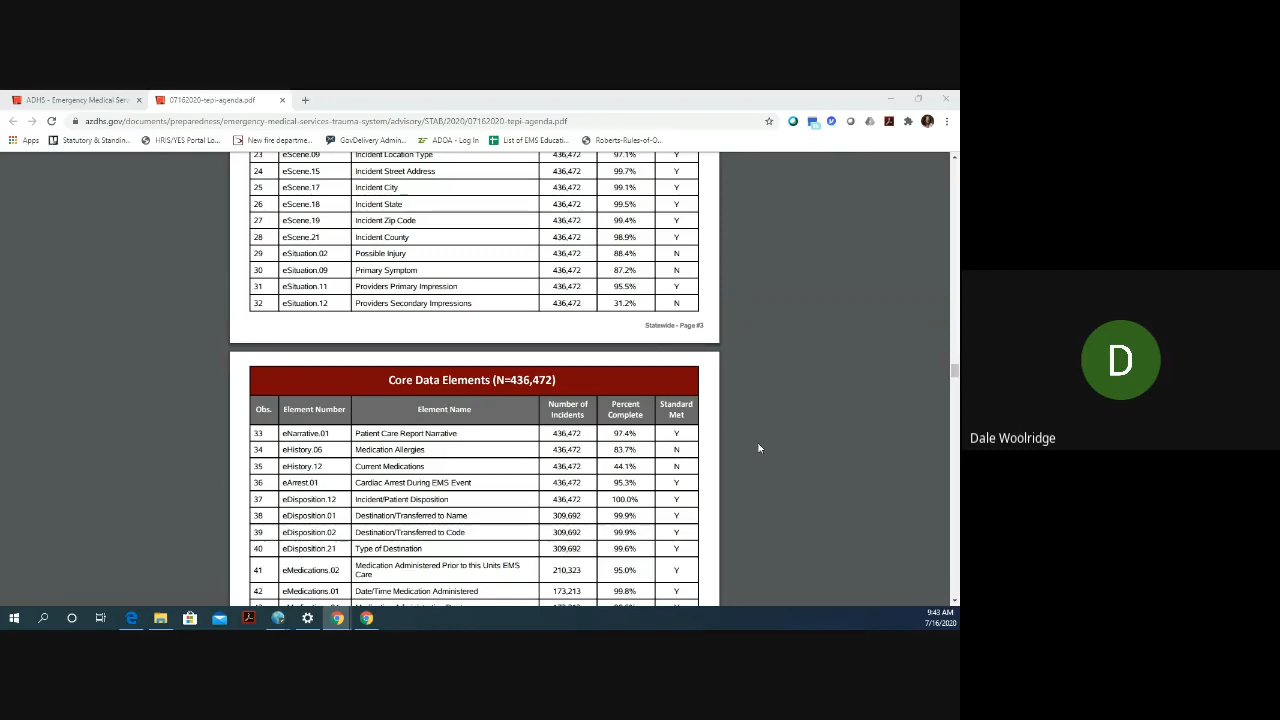 ADHS - Emergency Medical Serv
07162020-tepi-agenda.pdf
azdhs.gov/documents/preparedness/emergency-medical-services-trauma-system/advisory/STAB/2020/07162020-tepi-agenda.pdf
Apps Statutory & Standin... HRIS/YES Portal Lo... New fire departme... GovDelivery Admin... ADOA - Log In List of EMS Educati... Roberts-Rules-of-O...
23 eScene.09 Incident Location Type 436,472 97.1% Y
24 eScene.15 Incident Street Address 436,472 99.7% Y
25 eScene.17 Incident City 436,472 99.1% Y
26 eScene.18 Incident State 436,472 99.5% Y
27 eScene.19 Incident Zip Code 436,472 99.4% Y
28 eScene.21 Incident County 436,472 98.9% Y
29 eSituation.02 Possible Injury 436,472 88.4% N
30 eSituation.09 Primary Symptom 436,472 87.2% N
31 eSituation.11 Providers Primary Impression 436,472 95.5% Y
32 eSituation.12 Providers Secondary Impressions 436,472 31.2% N
Statewide - Page #3
Core Data Elements (N=436,472)
Obs. Element Number Element Name Number of Incidents Percent Complete Standard Met
33 eNarrative.01 Patient Care Report Narrative 436,472 97.4% Y
34 eHistory.06 Medication Allergies 436,472 83.7% N
35 eHistory.12 Current Medications 436,472 44.1% N
36 eArrest.01 Cardiac Arrest During EMS Event 436,472 95.3% Y
37 eDisposition.12 Incident/Patient Disposition 436,472 100.0% Y
38 eDisposition.01 Destination/Transferred to Name 309,692 99.9% Y
39 eDisposition.02 Destination/Transferred to Code 309,692 99.9% Y
40 eDisposition.21 Type of Destination 309,692 99.6% Y
41 eMedications.02 Medication Administered Prior to this Units EMS Care 210,323 95.0% Y
42 eMedications.01 Date/Time Medication Administered 173,213 99.8% Y
9:43 AM
7/16/2020
D
Dale Woolridge